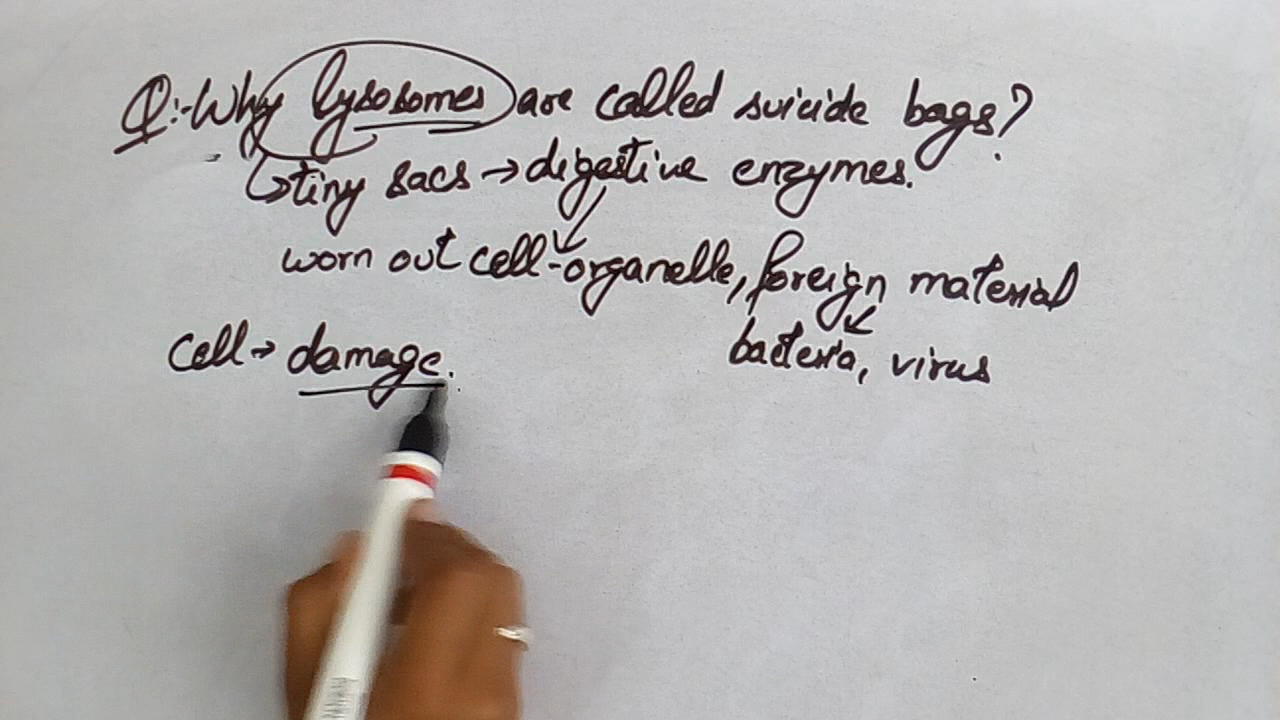 Q:- Why lysosomes are called suicide bags?
↳ tiny sacs → digestive enzymes.
worn out cell-organelle, foreign material
bacteria, virus
cell → damage.